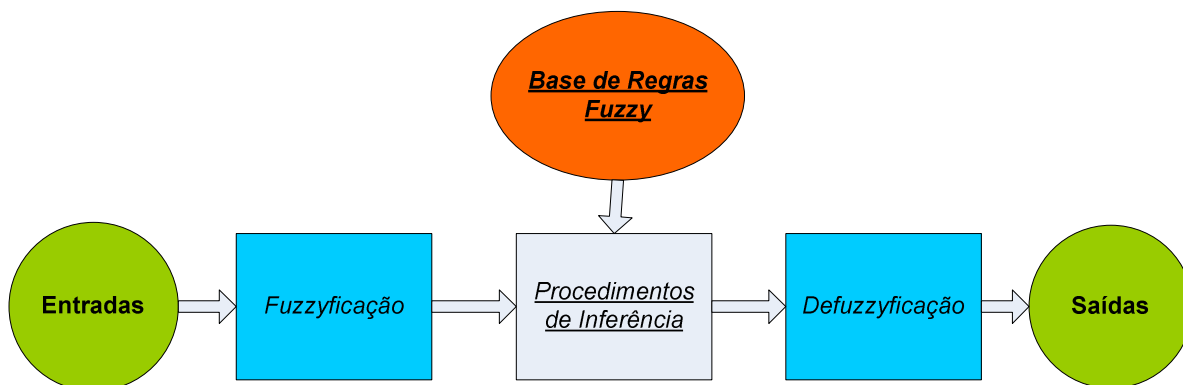 Base de Regras
Fuzzy
Entradas
Fuzzyficação
Procedimentos
de Inferência
Defuzzyficação
Saídas